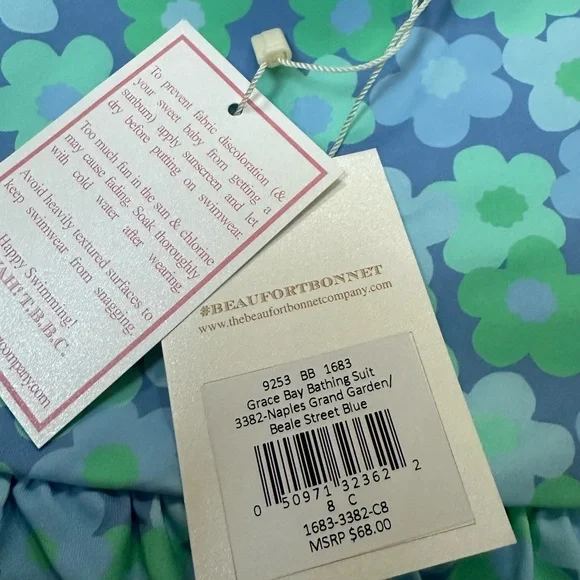 To prevent fabric discoloration (&
your sweet baby from getting a
sunburn) apply sunscreen and let
dry before putting on swimwear.
Too much fun in the sun & chlorine
may cause fading. Soak thoroughly
with cold water after wearing.
Avoid heavily textured surfaces to
keep swimwear from snagging.
Happy Swimming!
T.B.B.C.
#BEAUFORTBONNET
www.thebeaufortbonnetcompany.com
9253 BB 1683
Grace Bay Bathing Suit
3382-Naples Grand Garden/
Beale Street Blue
0 50971 32362 2
8 C
1683-3382-C8
MSRP $68.00